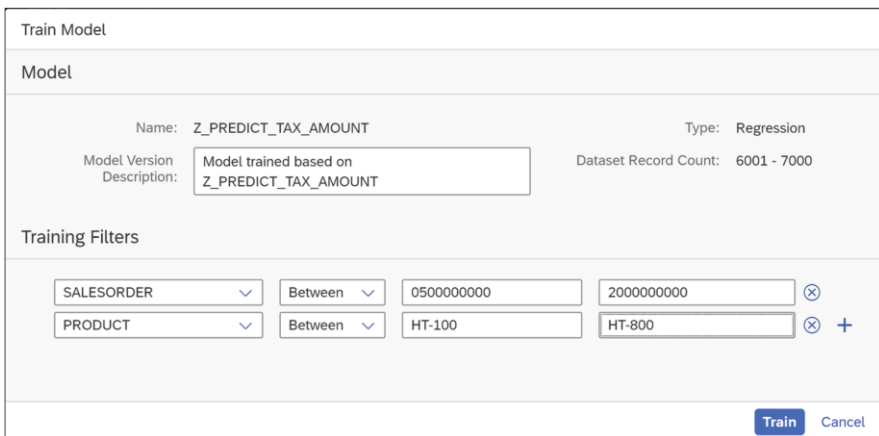 Train Model
Model
Name: Z_PREDICT_TAX_AMOUNT Type: Regression
Model Version Description: Model trained based on Z_PREDICT_TAX_AMOUNT Dataset Record Count: 6001 - 7000
Training Filters
SALESORDER Between 0500000000 2000000000
PRODUCT Between HT-100 HT-800
Train Cancel